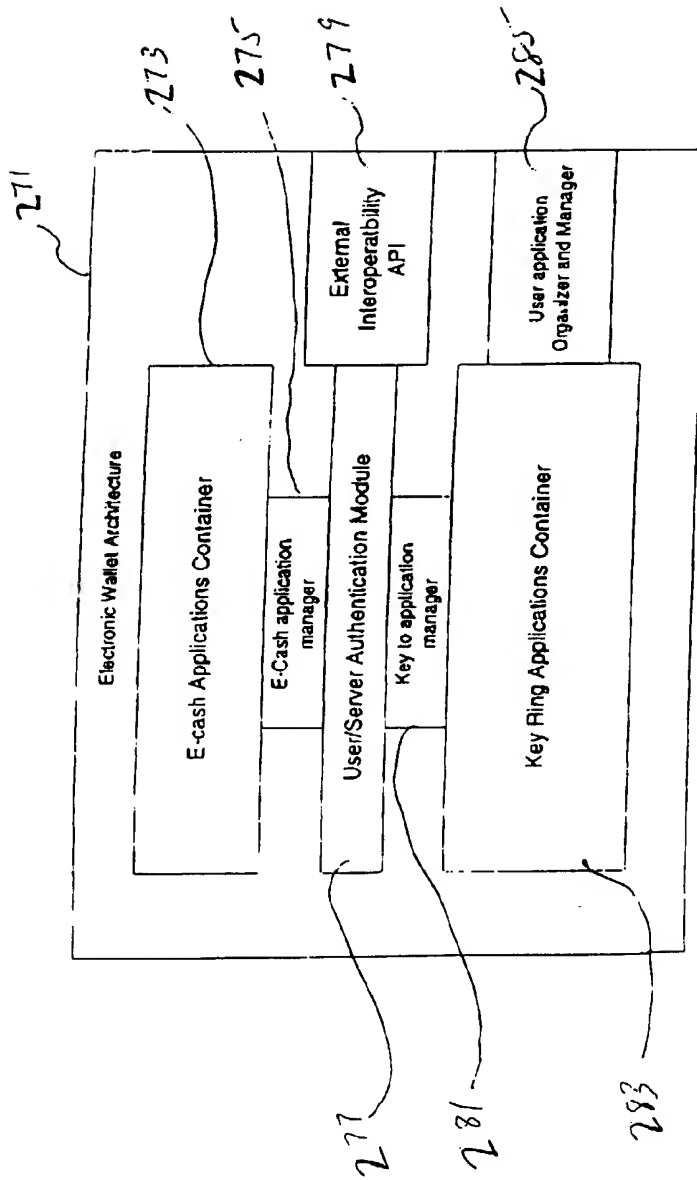 271
Electronic Wallet Architecture
273
E-cash Applications Container
275
E-Cash application
manager
277
User/Server Authentication Module
279
External
Interoperatbility
API
281
Key to application
manager
283
Key Ring Applications Container
285
User application
Organizer and Manager